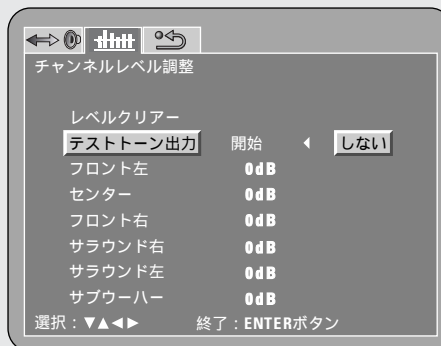 チャンネルレベル調整
レベルクリアー
テストトーン出力 開始 ◀ しない
フロント左 0dB
センター 0dB
フロント右 0dB
サラウンド右 0dB
サラウンド左 0dB
サブウーハー 0dB
選択：▼▲◀▶ 終了：ENTERボタン